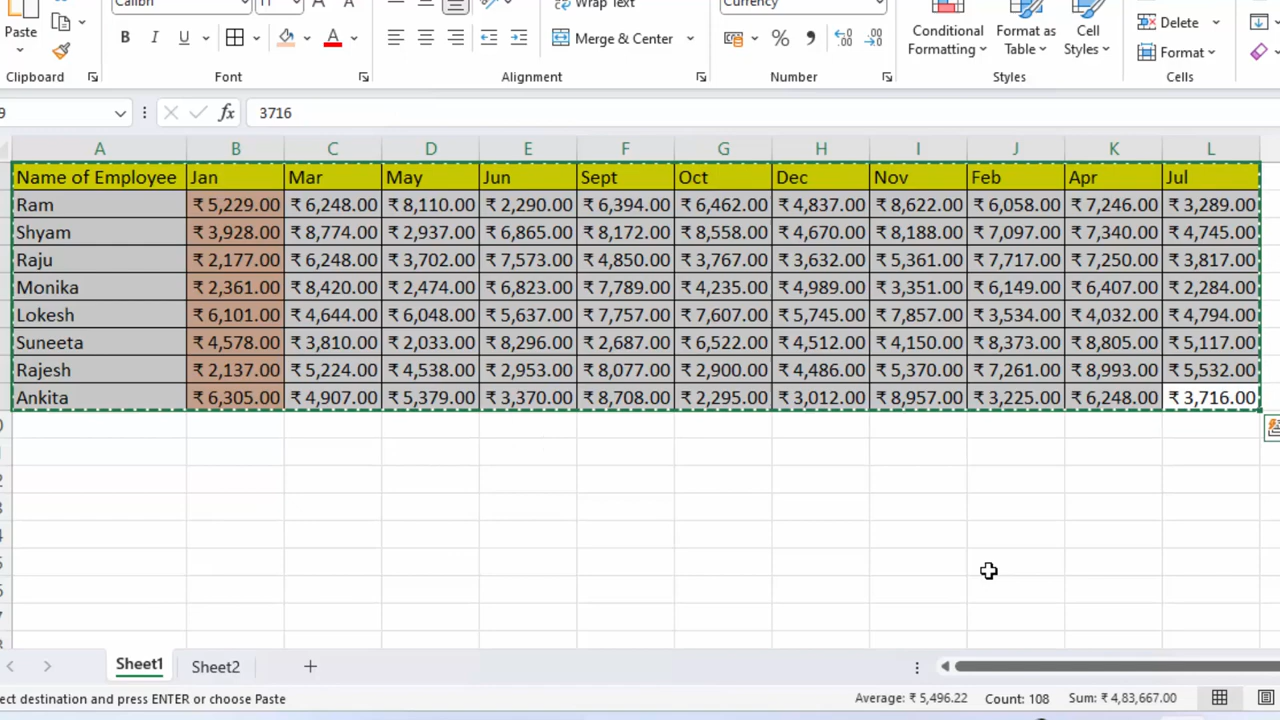 Calibri 11 A A Wrap Text Currency
Paste B I U A Merge & Center % Conditional Formatting Format as Table Cell Styles Delete Format
Clipboard Font Alignment Number Styles Cells
9 fx 3716
A B C D E F G H I J K L
Name of Employee Jan Mar May Jun Sept Oct Dec Nov Feb Apr Jul
Ram ₹ 5,229.00 ₹ 6,248.00 ₹ 8,110.00 ₹ 2,290.00 ₹ 6,394.00 ₹ 6,462.00 ₹ 4,837.00 ₹ 8,622.00 ₹ 6,058.00 ₹ 7,246.00 ₹ 3,289.00
Shyam ₹ 3,928.00 ₹ 8,774.00 ₹ 2,937.00 ₹ 6,865.00 ₹ 8,172.00 ₹ 8,558.00 ₹ 4,670.00 ₹ 8,188.00 ₹ 7,097.00 ₹ 7,340.00 ₹ 4,745.00
Raju ₹ 2,177.00 ₹ 6,248.00 ₹ 3,702.00 ₹ 7,573.00 ₹ 4,850.00 ₹ 3,767.00 ₹ 3,632.00 ₹ 5,361.00 ₹ 7,717.00 ₹ 7,250.00 ₹ 3,817.00
Monika ₹ 2,361.00 ₹ 8,420.00 ₹ 2,474.00 ₹ 6,823.00 ₹ 7,789.00 ₹ 4,235.00 ₹ 4,989.00 ₹ 3,351.00 ₹ 6,149.00 ₹ 6,407.00 ₹ 2,284.00
Lokesh ₹ 6,101.00 ₹ 4,644.00 ₹ 6,048.00 ₹ 5,637.00 ₹ 7,757.00 ₹ 7,607.00 ₹ 5,745.00 ₹ 7,857.00 ₹ 3,534.00 ₹ 4,032.00 ₹ 4,794.00
Suneeta ₹ 4,578.00 ₹ 3,810.00 ₹ 2,033.00 ₹ 8,296.00 ₹ 2,687.00 ₹ 6,522.00 ₹ 4,512.00 ₹ 4,150.00 ₹ 8,373.00 ₹ 8,805.00 ₹ 5,117.00
Rajesh ₹ 2,137.00 ₹ 5,224.00 ₹ 4,538.00 ₹ 2,953.00 ₹ 8,077.00 ₹ 2,900.00 ₹ 4,486.00 ₹ 5,370.00 ₹ 7,261.00 ₹ 8,993.00 ₹ 5,532.00
Ankita ₹ 6,305.00 ₹ 4,907.00 ₹ 5,379.00 ₹ 3,370.00 ₹ 8,708.00 ₹ 2,295.00 ₹ 3,012.00 ₹ 8,957.00 ₹ 3,225.00 ₹ 6,248.00 ₹ 3,716.00
Sheet1 Sheet2
ect destination and press ENTER or choose Paste Average: ₹ 5,496.22 Count: 108 Sum: ₹ 4,83,667.00